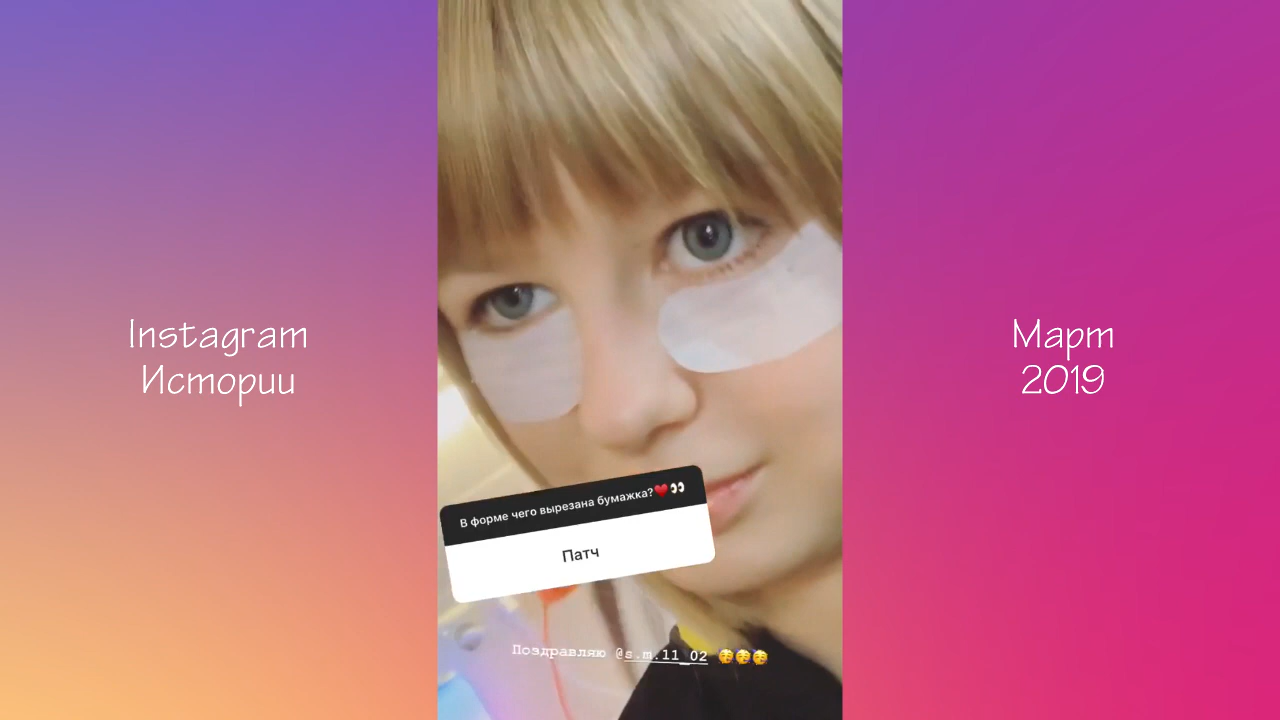 Instagram
Истории
В форме чего вырезана бумажка?❤️👀
Патч
Поздравляю @s.m.11_02 🥳🥳🥳
Март
2019